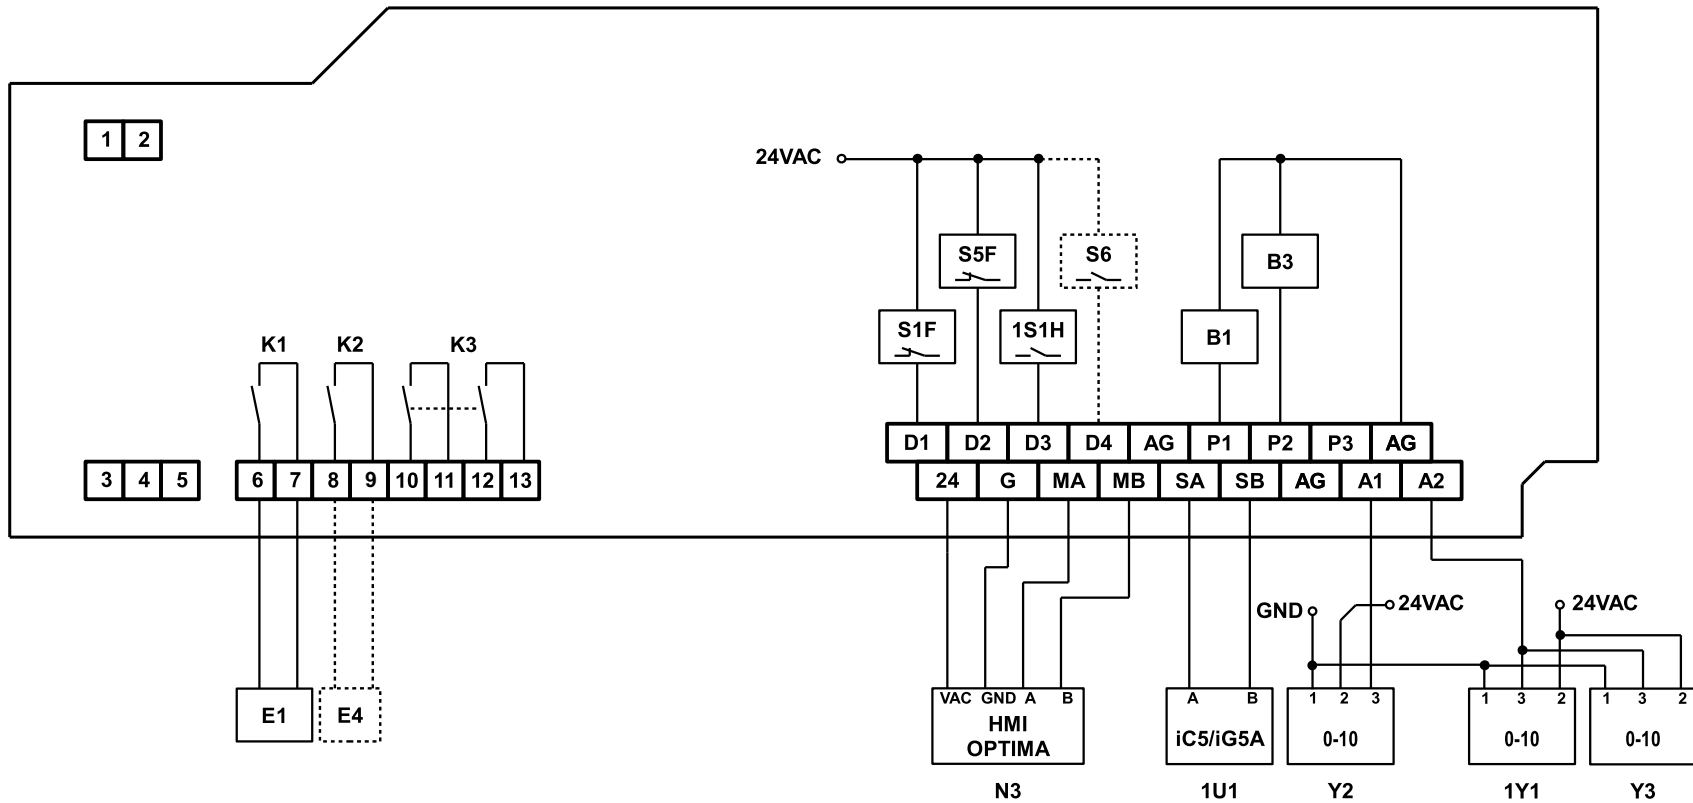 1 2
24VAC
S5F S6
B3
S1F 1S1H
B1
K1 K2 K3
D1 D2 D3 D4 AG P1 P2 P3 AG
3 4 5 6 7 8 9 10 11 12 13
24 G MA MB SA SB AG A1 A2
GND 24VAC 24VAC
VAC GND A B A B 1 2 3 1 3 2 1 3 2
E1 E4
HMI
OPTIMA iC5/iG5A 0-10 0-10 0-10
N3 1U1 Y2 1Y1 Y3